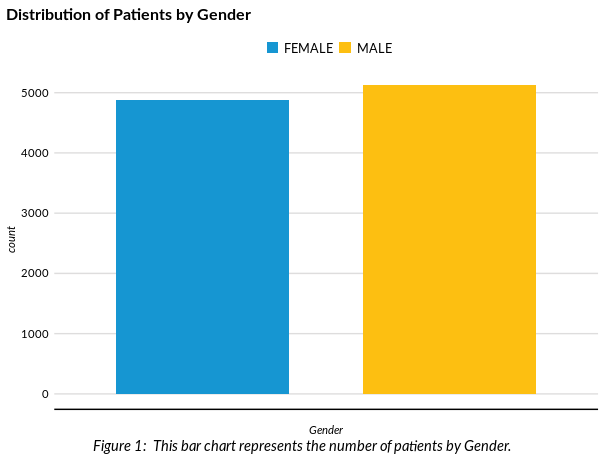 Distribution of Patients by Gender
FEMALE MALE
5000
4000
3000
2000
1000
0
count
Gender
Figure 1: This bar chart represents the number of patients by Gender.